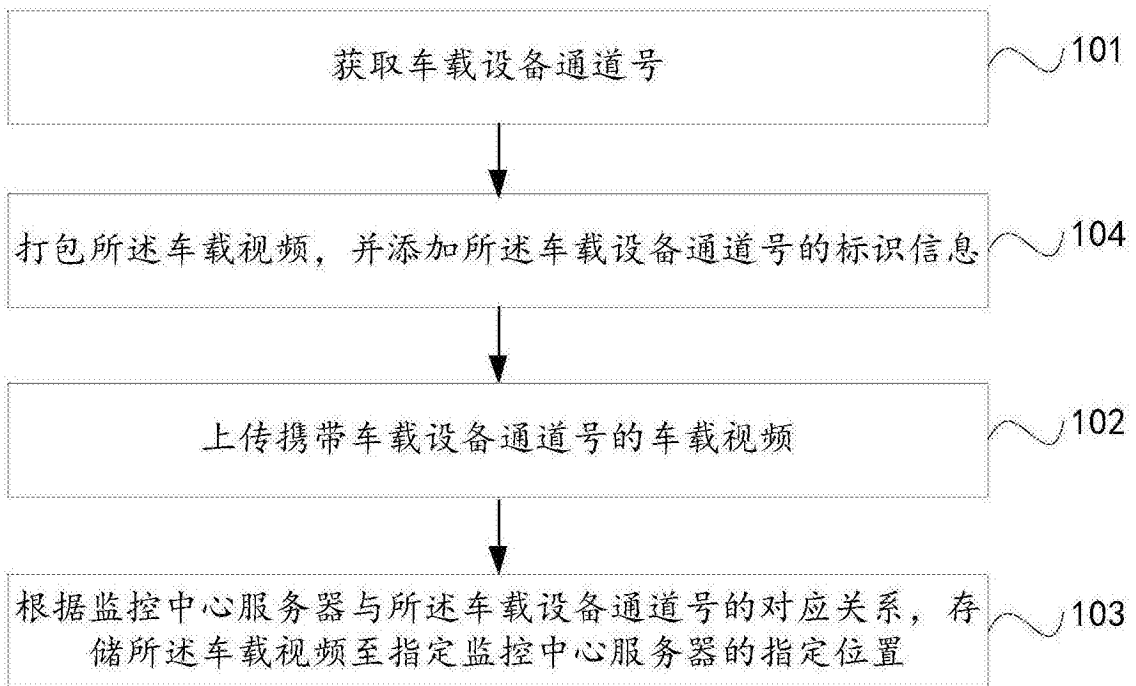 获取车载设备通道号
101
打包所述车载视频，并添加所述车载设备通道号的标识信息
104
上传携带车载设备通道号的车载视频
102
根据监控中心服务器与所述车载设备通道号的对应关系，存
储所述车载视频至指定监控中心服务器的指定位置
103